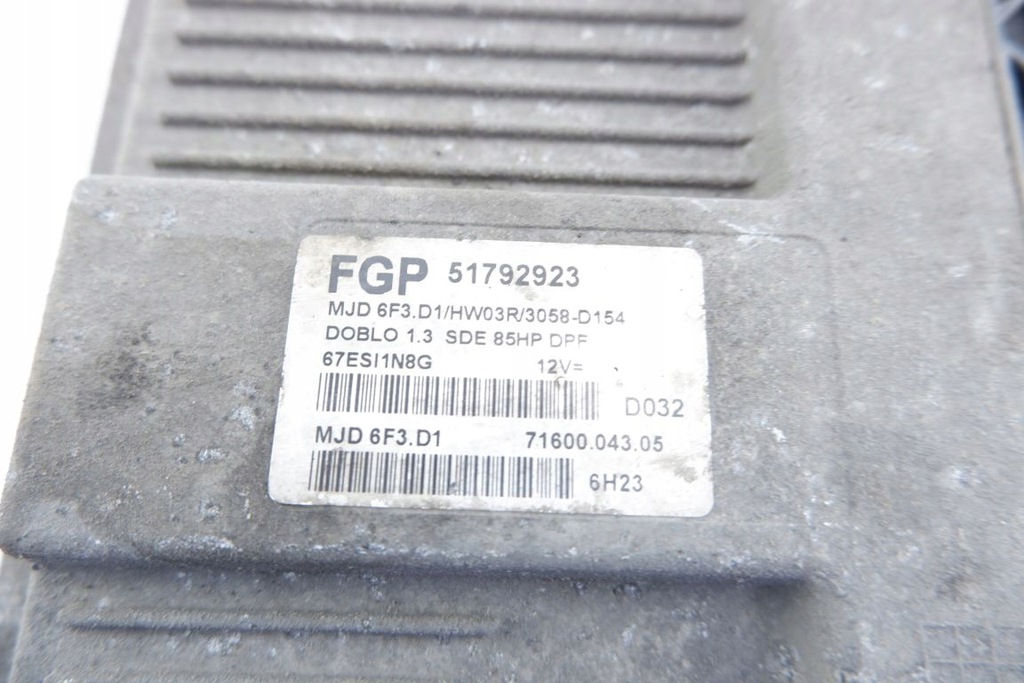 FGP 51792923
MJD 6F3.D1/HW03R/3058-D154
DOBLO 1.3 SDE 85HP DPF
67ESI1N8G 12V=
D032
MJD 6F3.D1 71600.043.05
6H23